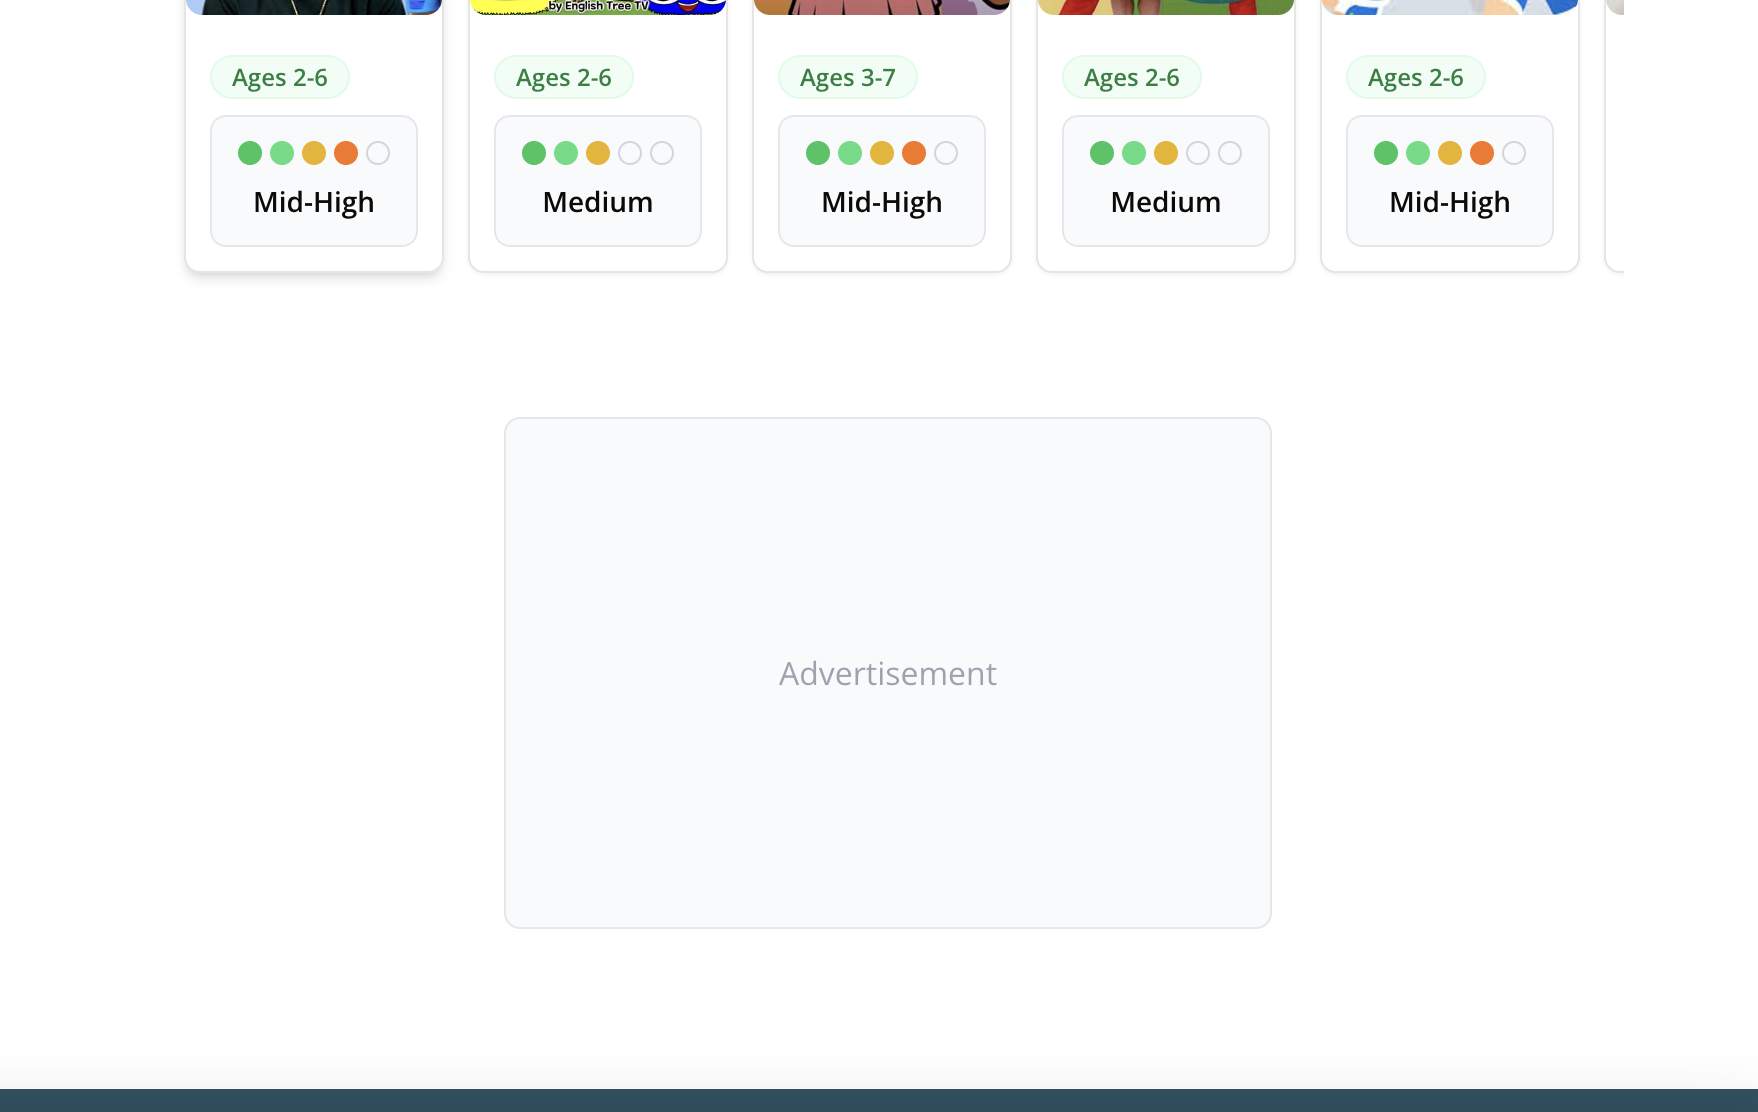 by English Tree TV
Ages 2-6
Ages 2-6
Ages 3-7
Ages 2-6
Ages 2-6
Mid-High
Medium
Mid-High
Medium
Mid-High
Advertisement